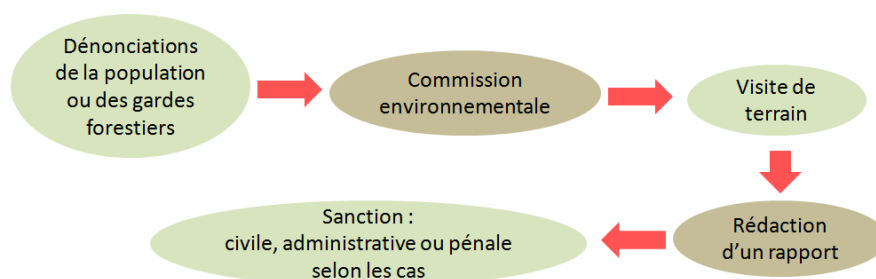 Dénonciations
de la population
ou des gardes
forestiers
Commission
environnementale
Visite de
terrain
Rédaction
d'un rapport
Sanction :
civile, administrative ou pénale
selon les cas